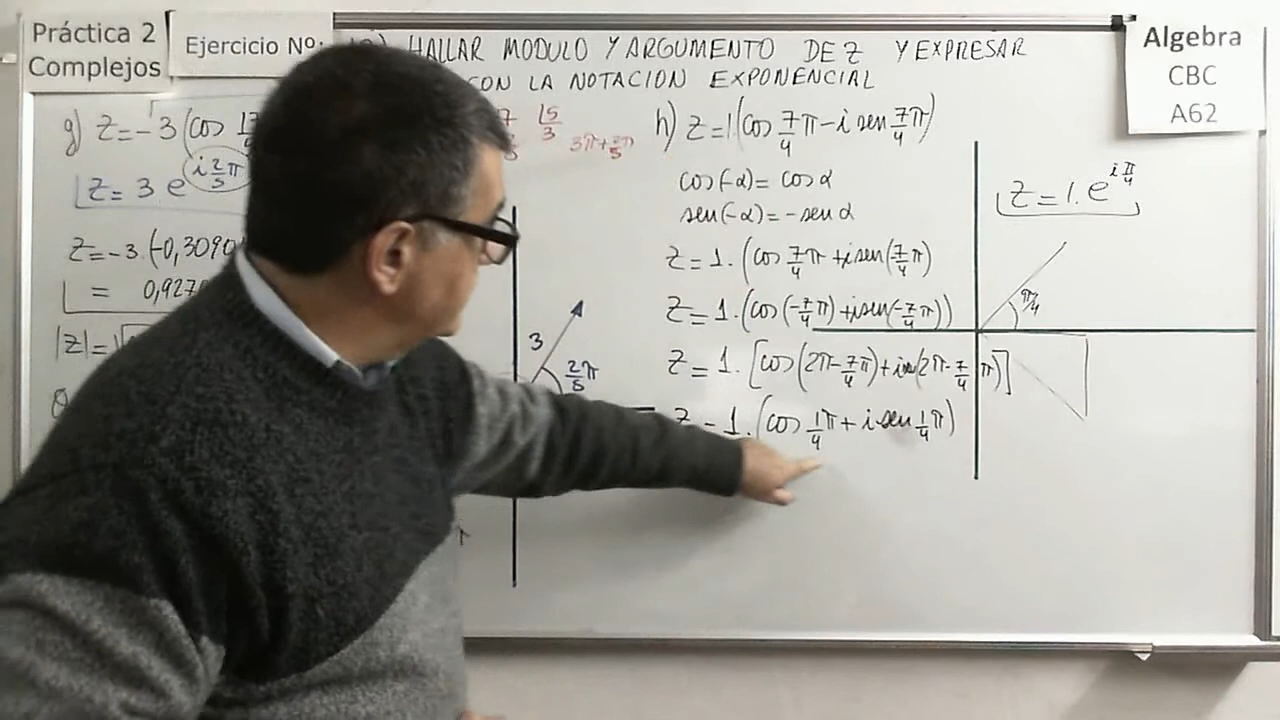 Práctica 2
Complejos
Ejercicio Nº:
HALLAR MODULO Y ARGUMENTO DE Z Y EXPRESAR
CON LA NOTACION EXPONENCIAL
Algebra
CBC
A62
g) Z=-3(cos
Z= 3 e^{i 2/5 π}
Z=-3.(-0,3090
= 0,927
|Z|=√
15/3
3π+2π/5
3
2π/5
h) Z=1(cos 7/4 π - i sen 7/4 π)
cos(-α)= cos α
sen(-α)= -sen α
Z= 1.(cos 7/4 π + i sen(-7/4 π)
Z= 1.(cos(-7/4 π)+i sen(-7/4 π))
Z= 1.[cos(2π-7/4 π)+i sen(2π-7/4 π)]
Z= 1.(cos 1/4 π + i sen 1/4 π)
Z=1.e^{i π/4}
π/4